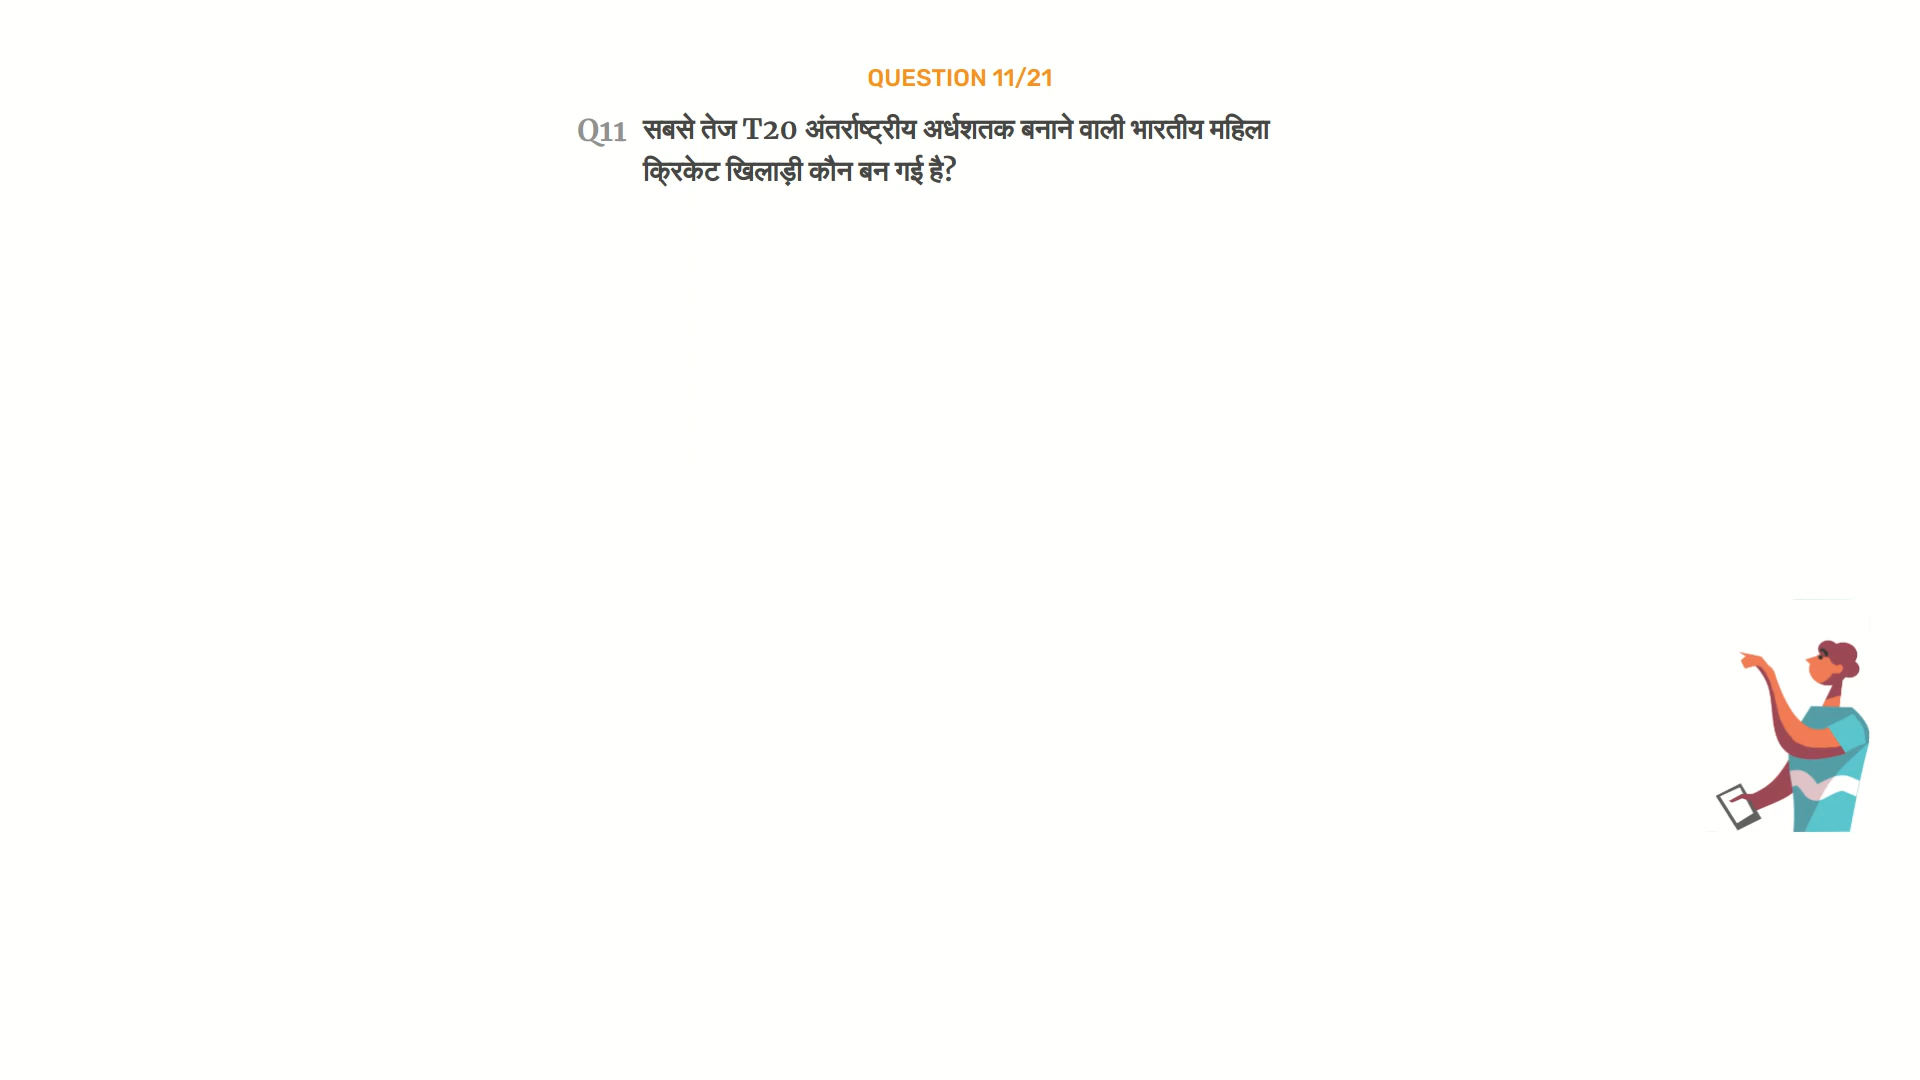 QUESTION 11/21
Q11 सबसे तेज T20 अंतर्राष्ट्रीय अर्धशतक बनाने वाली भारतीय महिला
क्रिकेट खिलाड़ी कौन बन गई है?